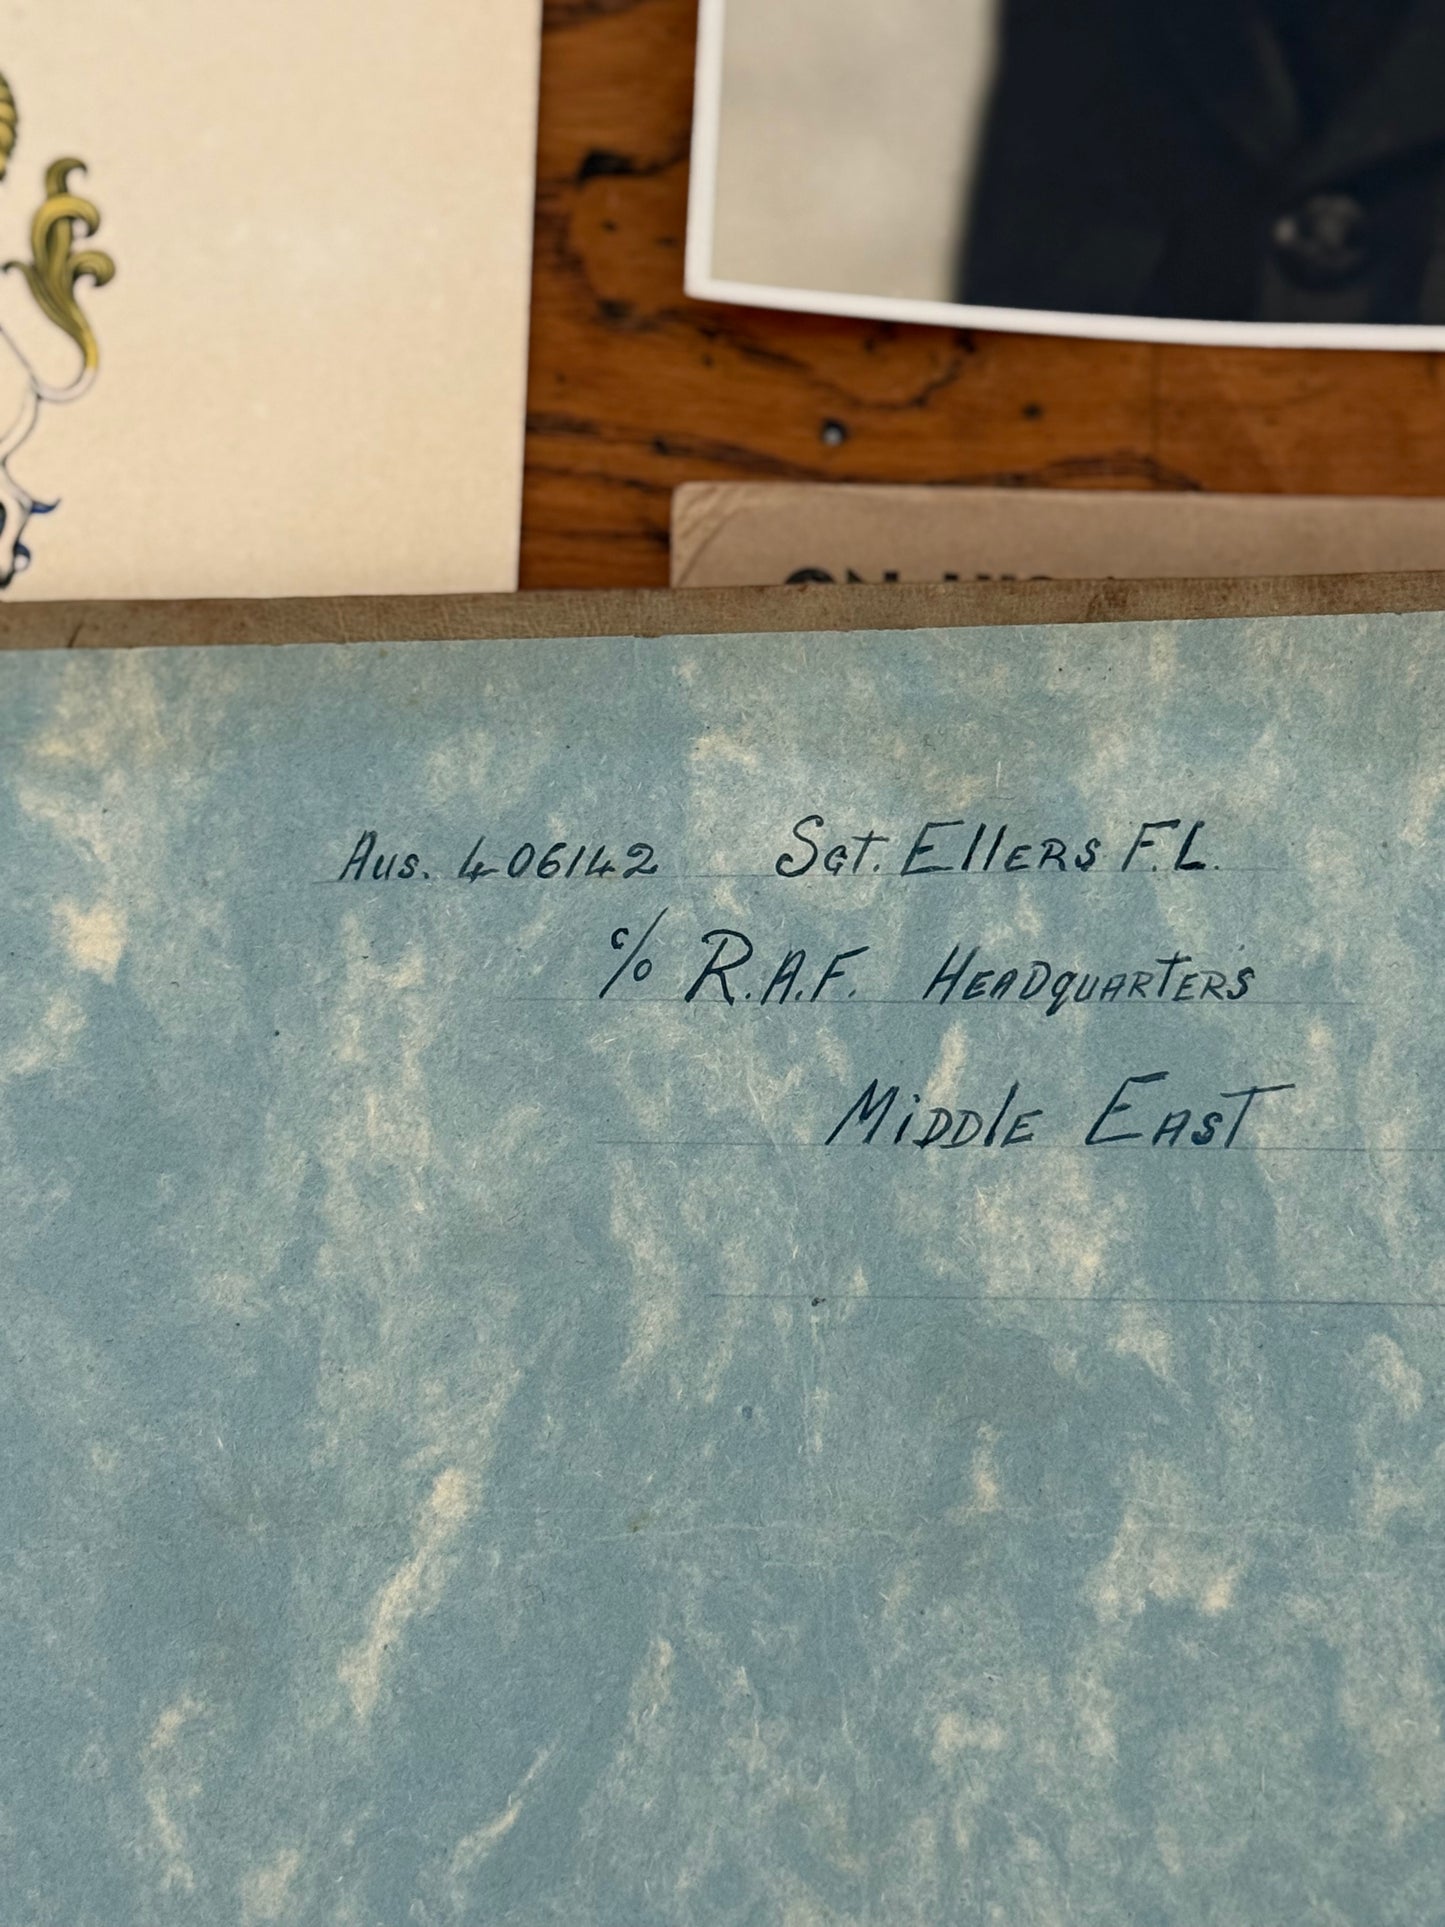 Aus. 406142 Sgt. Ellers F.L.
c/o R.A.F. Headquarters
Middle East